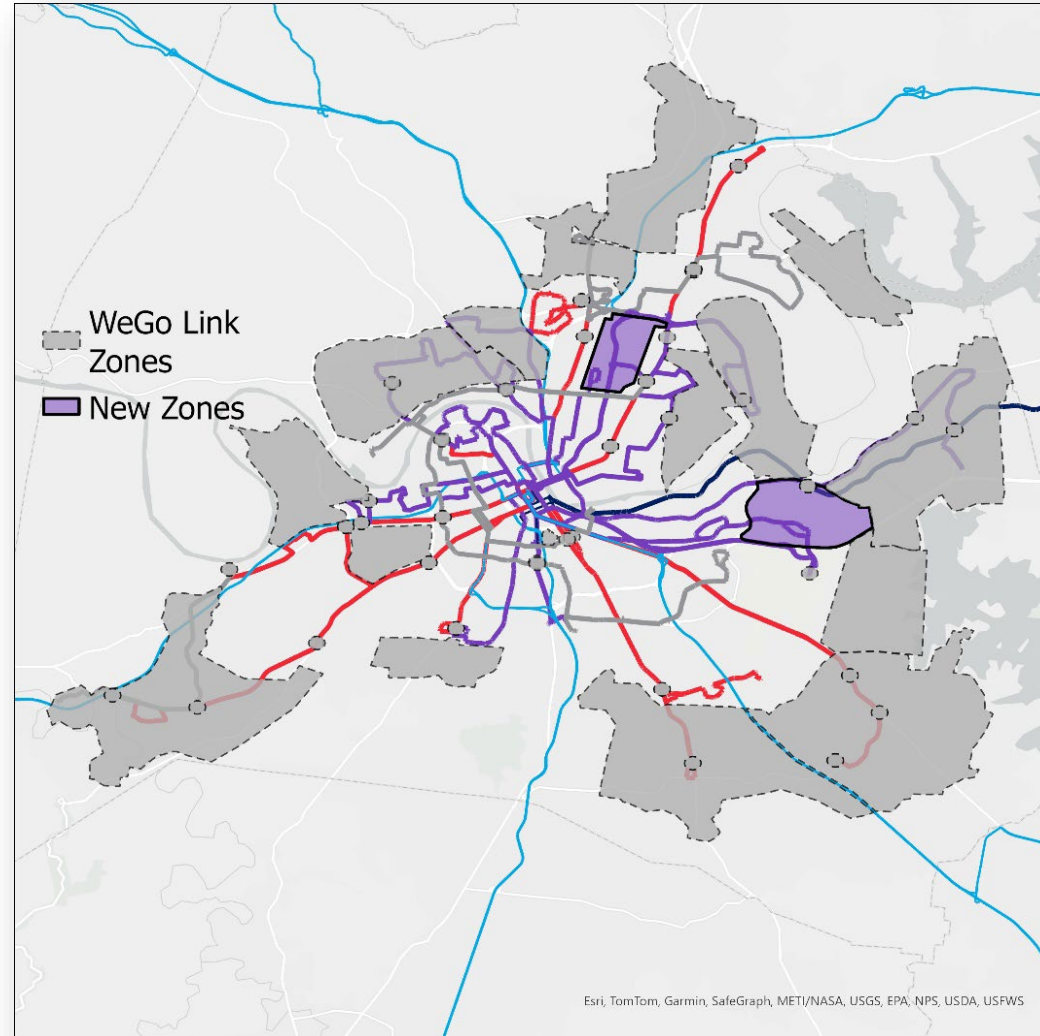 WeGo Link
Zones
New Zones
Esri, TomTom, Garmin, SafeGraph, METI/NASA, USGS, EPA, NPS, USDA, USFWS